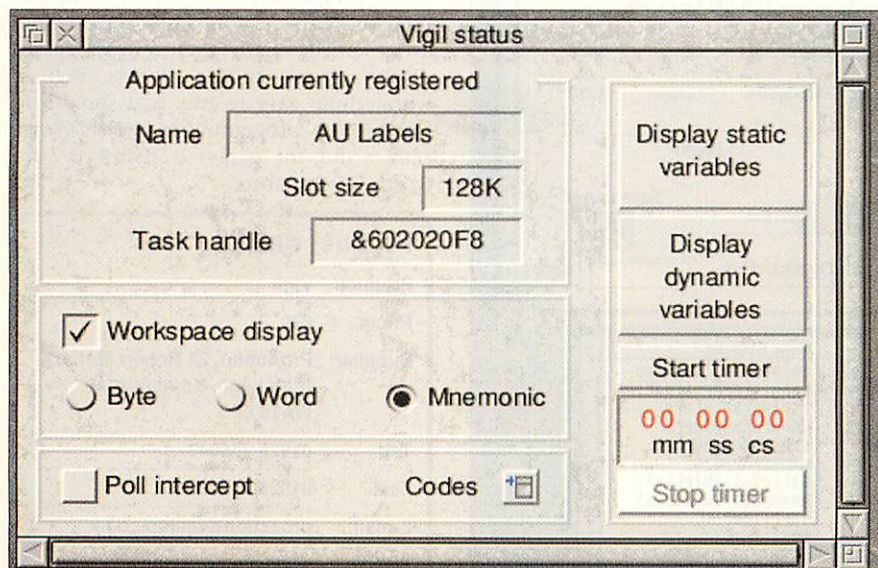 Vigil status
Application currently registered
Name AU Labels
Slot size 128K
Task handle &602020F8
Workspace display
Byte Word Mnemonic
Poll intercept Codes
Display static
variables
Display
dynamic
variables
Start timer
00 00 00
mm ss cs
Stop timer